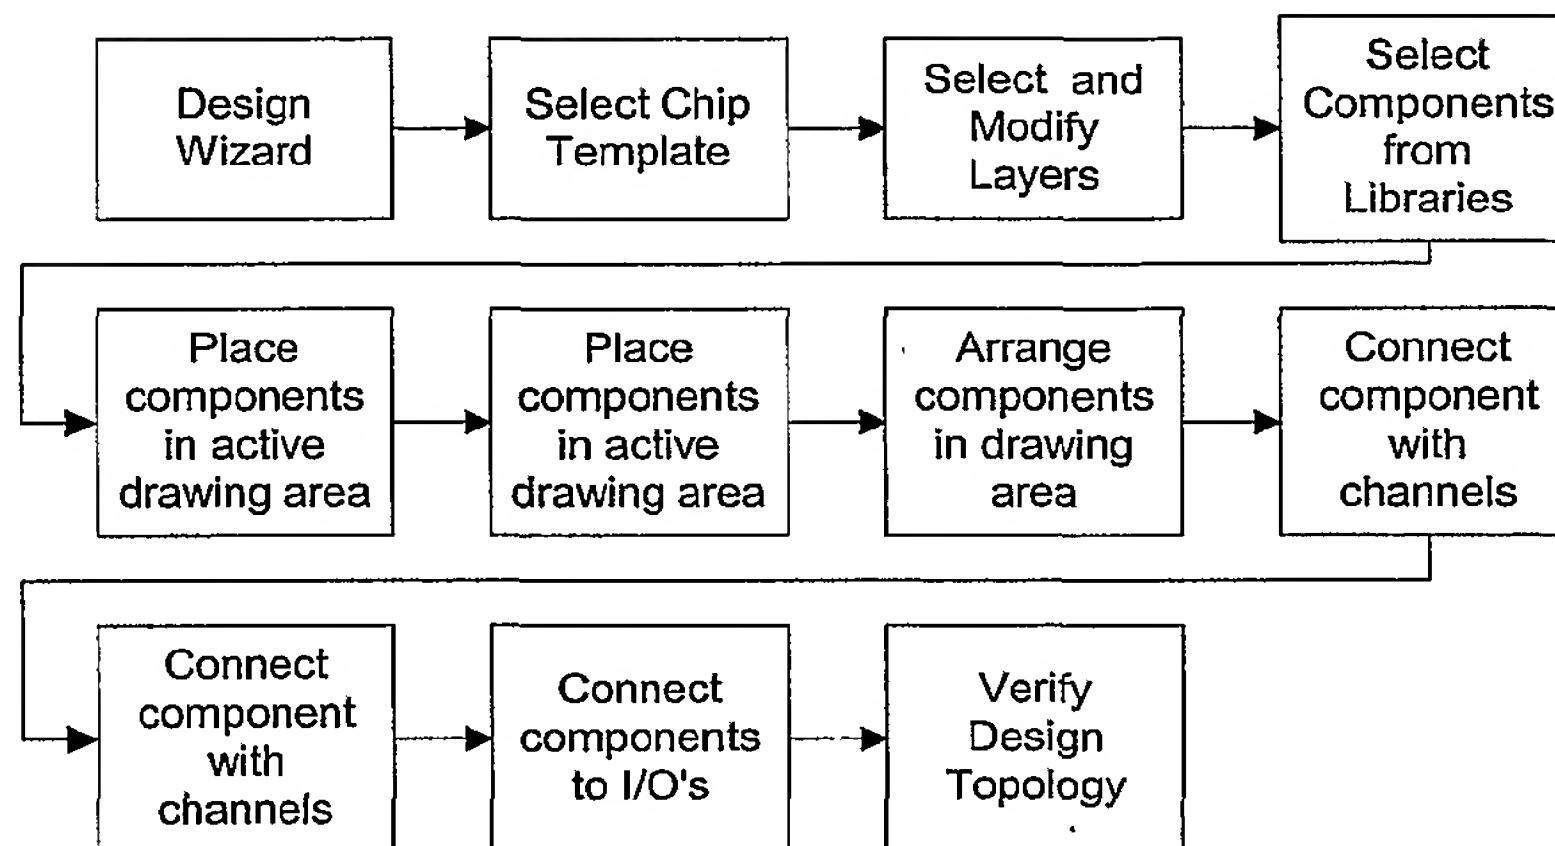 Design
Wizard
Select Chip
Template
Select and
Modify
Layers
Select
Components
from
Libraries
Place
components
in active
drawing area
Place
components
in active
drawing area
Arrange
components
in drawing
area
Connect
component
with
channels
Connect
component
with
channels
Connect
components
to I/O's
Verify
Design
Topology